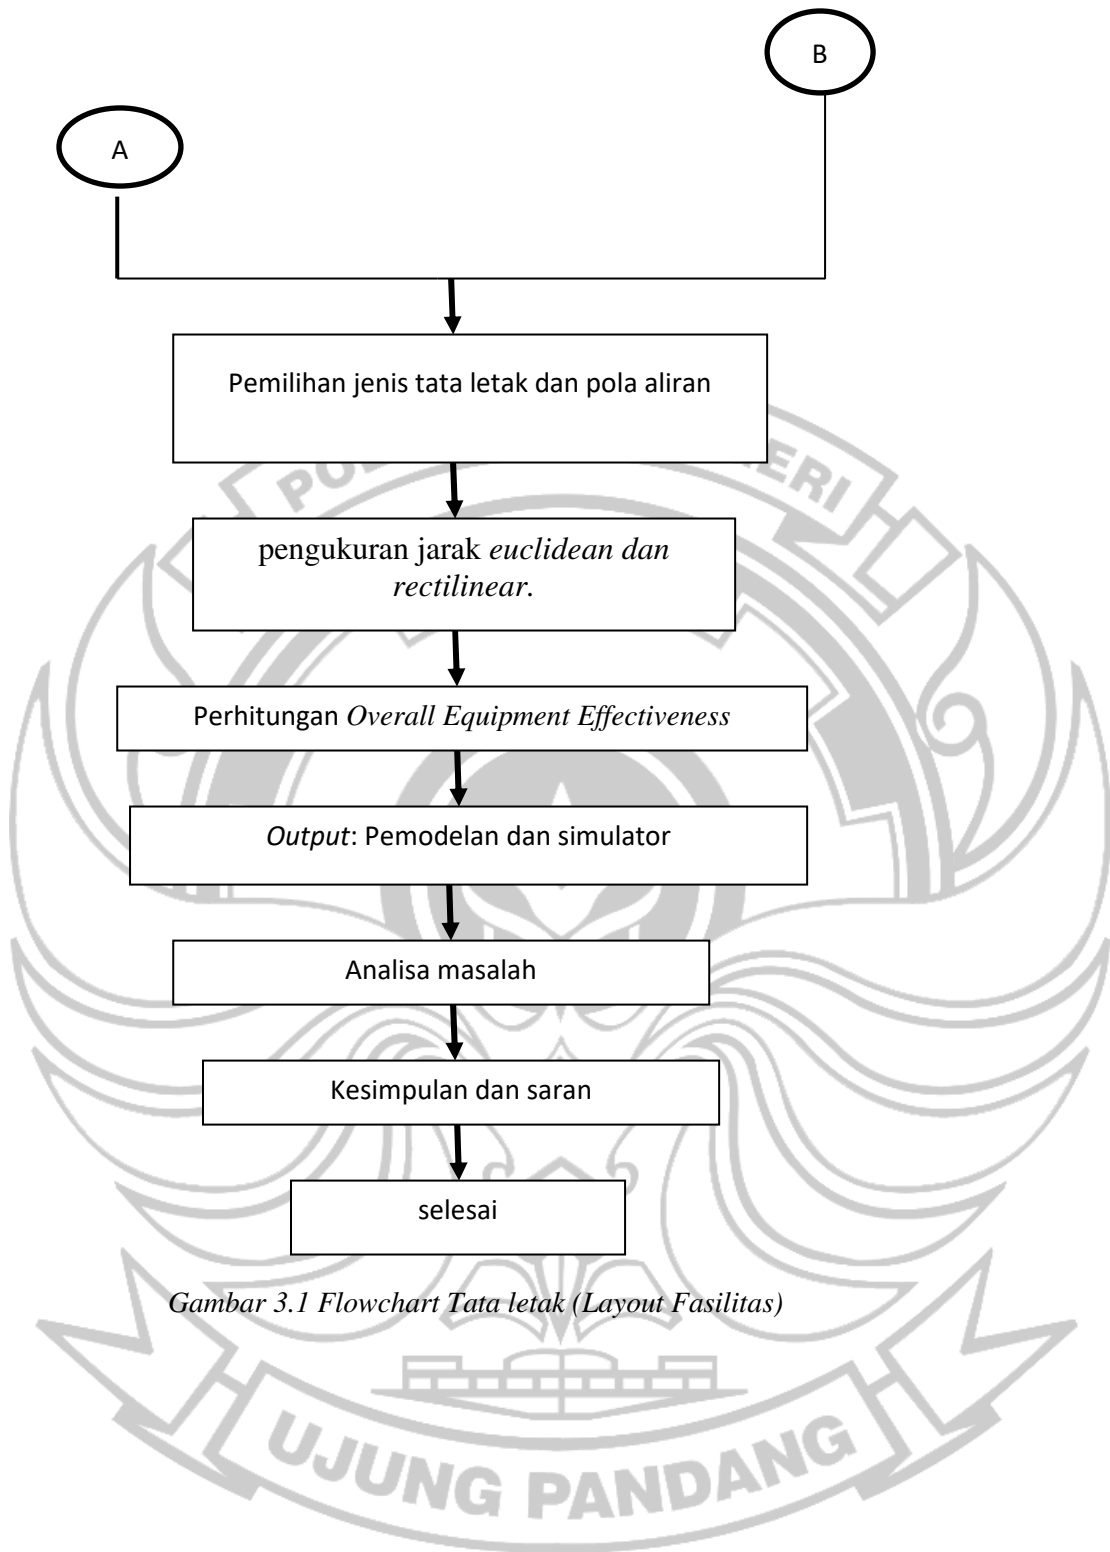 B
A
Pemilihan jenis tata letak dan pola aliran
pengukuran jarak euclidean dan
rectilinear.
Perhitungan Overall Equipment Effectiveness
Output: Pemodelan dan simulator
Analisa masalah
Kesimpulan dan saran
selesai
Gambar 3.1 Flowchart Tata letak (Layout Fasilitas)
UJUNG PANDANG